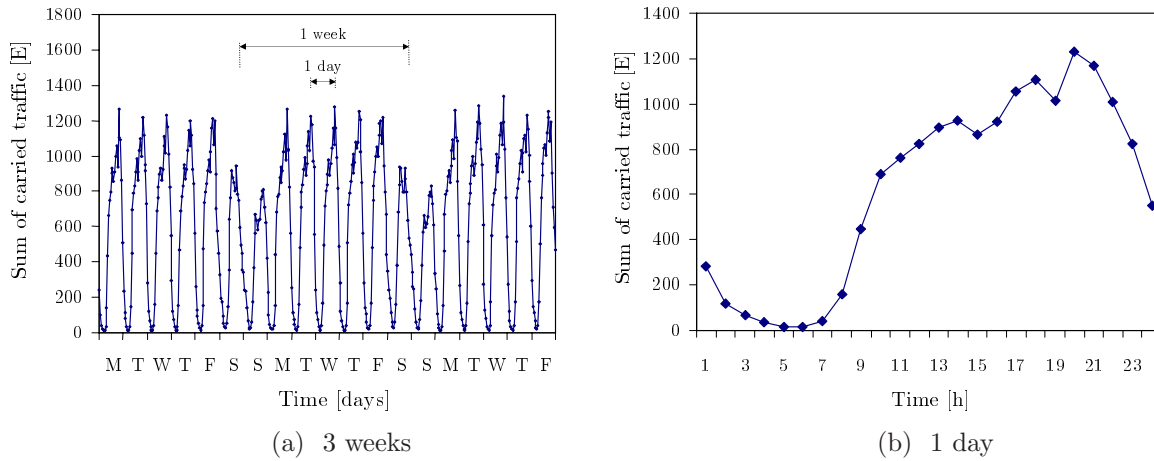 Sum of carried traffic [E]
1800
1600
1400
1200
1000
800
600
400
200
0
1 week
1 day
M T W T F S S M T W T F S S M T W T F
Time [days]
(a) 3 weeks
Sum of carried traffic [E]
1400
1200
1000
800
600
400
200
0
1 3 5 7 9 11 13 15 17 19 21 23
Time [h]
(b) 1 day